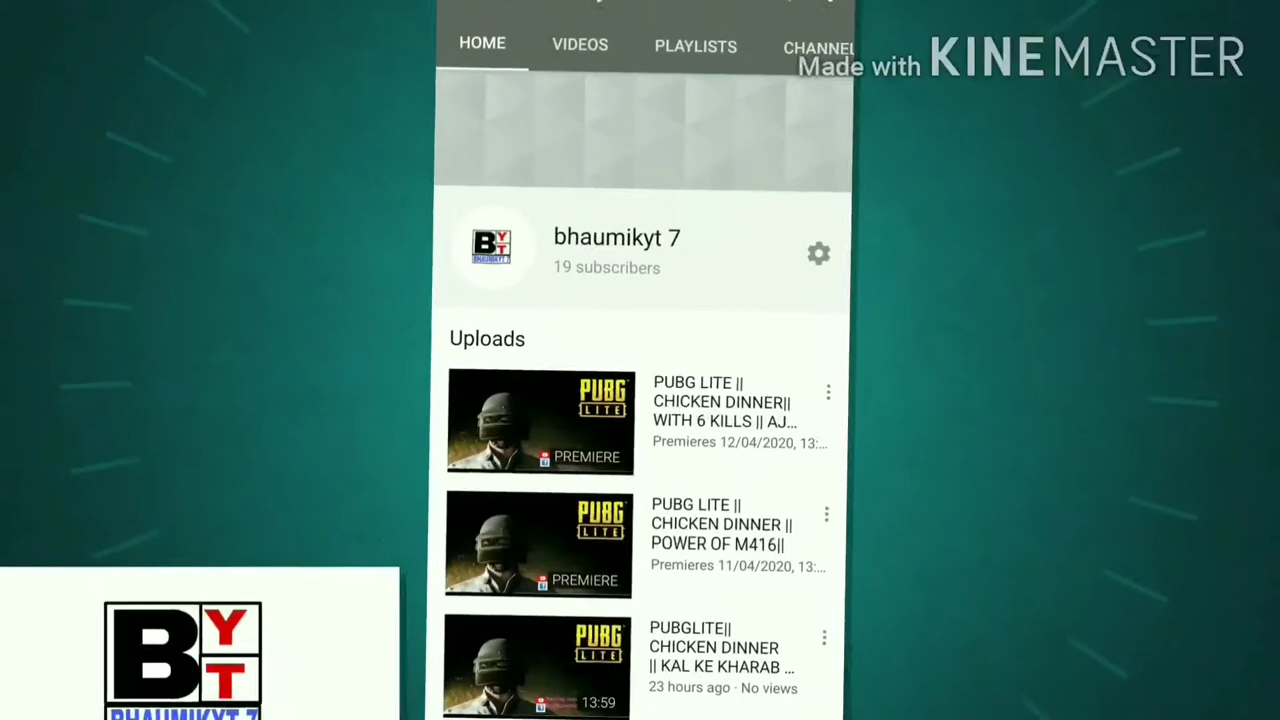 HOME VIDEOS PLAYLISTS CHANNEL
Made with KINEMASTER
BYT
BHAUMIKYT 7
bhaumikyt 7
19 subscribers
Uploads
PUBG
LITE
PREMIERE
PUBG LITE ||
CHICKEN DINNER||
WITH 6 KILLS || AJ...
Premieres 12/04/2020, 13:...
PUBG
LITE
PREMIERE
PUBG LITE ||
CHICKEN DINNER ||
POWER OF M416||
Premieres 11/04/2020, 13:...
PUBG
LITE
13:59
PUBGLITE||
CHICKEN DINNER
|| KAL KE KHARAB ...
23 hours ago · No views
BYT
BHAUMIKYT 7